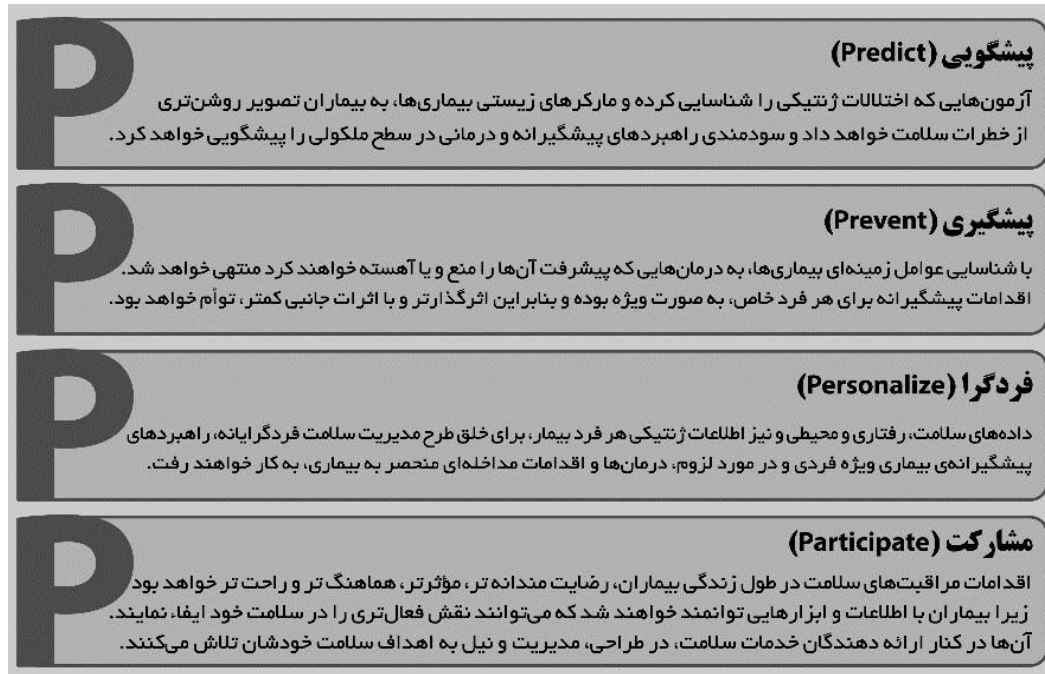 P
پیشگویی (Predict)
آزمون‌هایی که اختلالات ژنتیکی را شناسایی کرده و مارکرهای زیستی بیماری‌ها، به بیماران تصویر روشن‌تری
از خطرات سلامت خواهد داد و سودمندی راهبردهای پیشگیرانه و درمانی در سطح ملکولی را پیشگویی خواهد کرد.
P
پیشگیری (Prevent)
با شناسایی عوامل زمینه‌ای بیماری‌ها، به درمان‌هایی که پیشرفت آن‌ها را منع و یا آهسته خواهند کرد منتهی خواهد شد.
اقدامات پیشگیرانه برای هر فرد خاص، به صورت ویژه بوده و بنابراین اثرگذارتر و با اثرات جانبی کمتر، توأم خواهد بود.
P
فردگرا (Personalize)
داده‌های سلامت، رفتاری و محیطی و نیز اطلاعات ژنتیکی هر فرد بیمار، برای خلق طرح مدیریت سلامت فردگرایانه، راهبردهای
پیشگیرانه‌ی بیماری ویژه فردی و در مورد لزوم، درمان‌ها و اقدامات مداخله‌ای منحصر به بیماری، به کار خواهند رفت.
P
مشارکت (Participate)
اقدامات مراقبت‌های سلامت در طول زندگی بیماران، رضایت مندانه تر، مؤثرتر، هماهنگ تر و راحت تر خواهد بود
زیرا بیماران با اطلاعات و ابزارهایی توانمند خواهند شد که می‌توانند نقش فعال‌تری را در سلامت خود ایفاء نمایند.
آن‌ها در کنار ارائه دهندگان خدمات سلامت، در طراحی، مدیریت و نیل به اهداف سلامت خودشان تلاش می‌کنند.